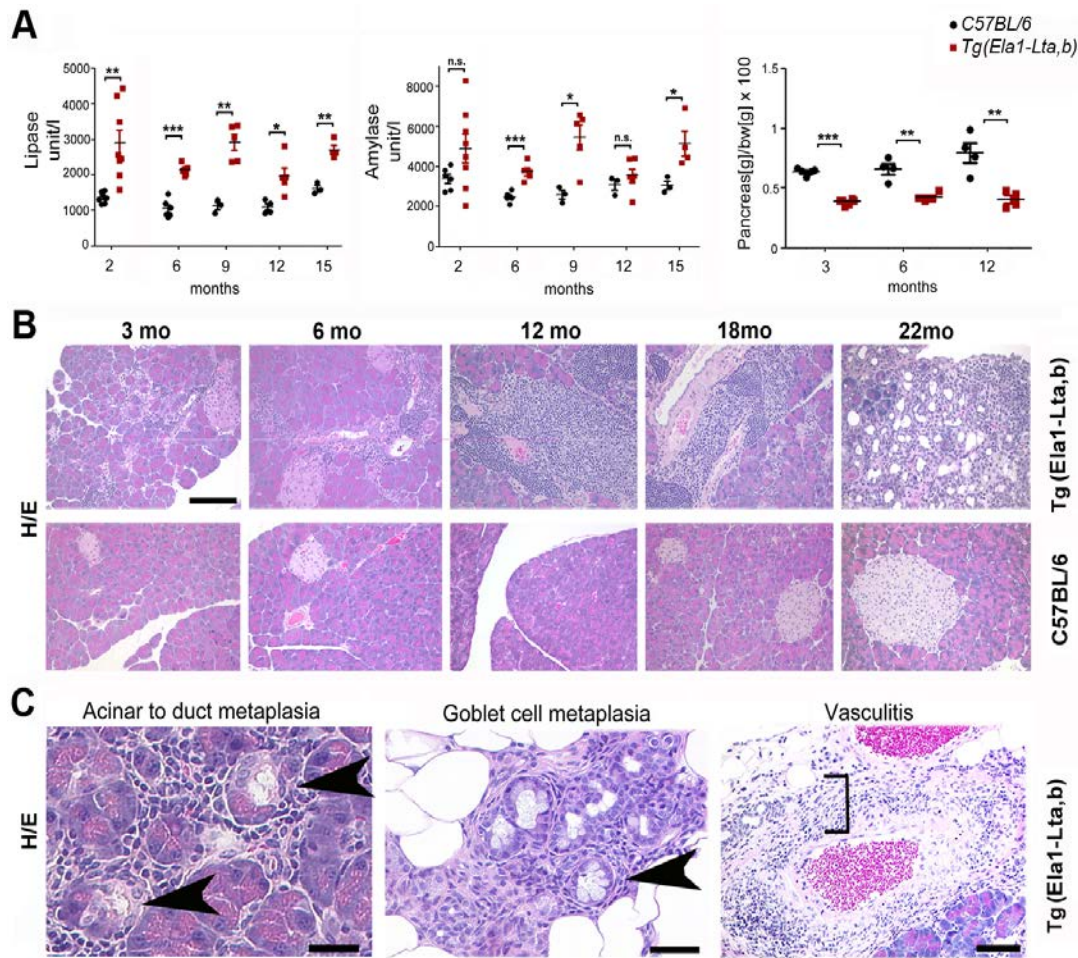 A
C57BL/6
Tg(Ela1-Lta,b)
Lipase
unit/l
5000
4000
3000
2000
1000
0
** *** ** * **
2 6 9 12 15
months
Amylase
unit/l
8000
6000
4000
2000
0
n.s. *** * n.s. *
2 6 9 12 15
months
Pancreas[g]/bw[g] x 100
1.5
1.0
0.5
0
*** ** **
3 6 12
months
B
3 mo 6 mo 12 mo 18mo 22mo
H/E
Tg (Ela1-Lta,b)
C57BL/6
C
Acinar to duct metaplasia Goblet cell metaplasia Vasculitis
H/E
Tg (Ela1-Lta,b)